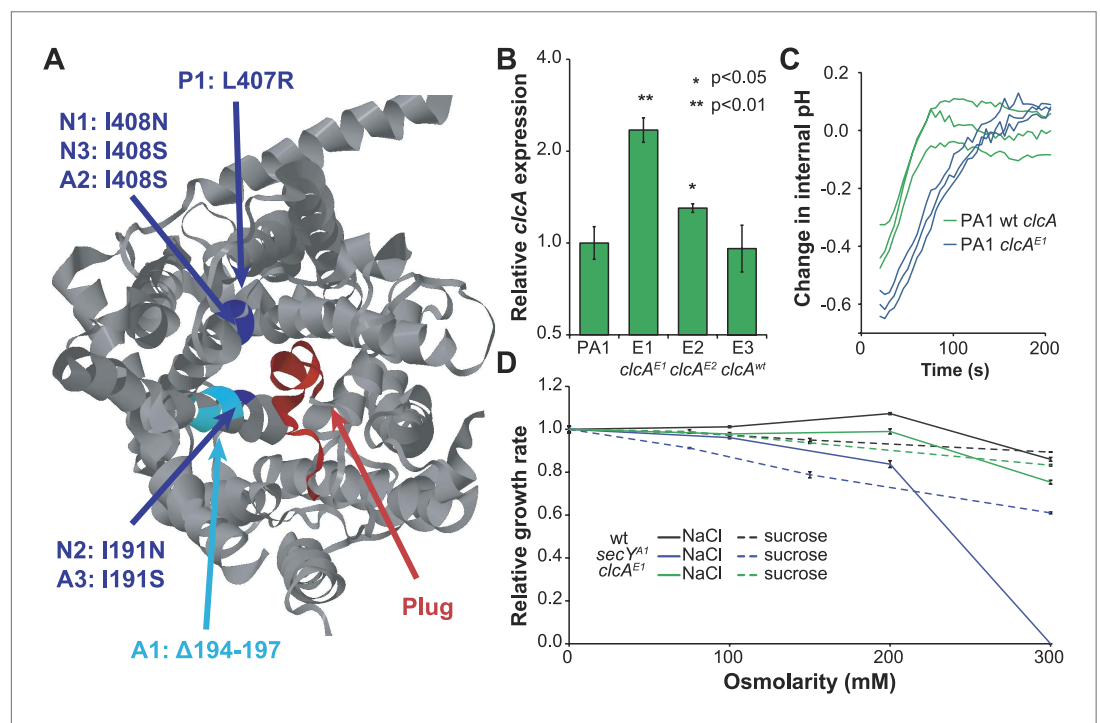 A
P1: L407R
N1: I408N
N3: I408S
A2: I408S
N2: I191N
A3: I191S
A1: Δ194-197
Plug
B
Relative clcA expression
4.0
2.0
1.0
0.5
* p<0.05
** p<0.01
**
*
PA1 E1 E2 E3
clcA^E1 clcA^E2 clcA^wt
C
Change in internal pH
0.2
0.0
-0.2
-0.4
-0.6
PA1 wt clcA
PA1 clcA^E1
0 100 200
Time (s)
D
Relative growth rate
1.2
1.0
0.8
0.6
0.4
0.2
0.0
wt NaCl sucrose
secY^A1 NaCl sucrose
clcA^E1 NaCl sucrose
0 100 200 300
Osmolarity (mM)